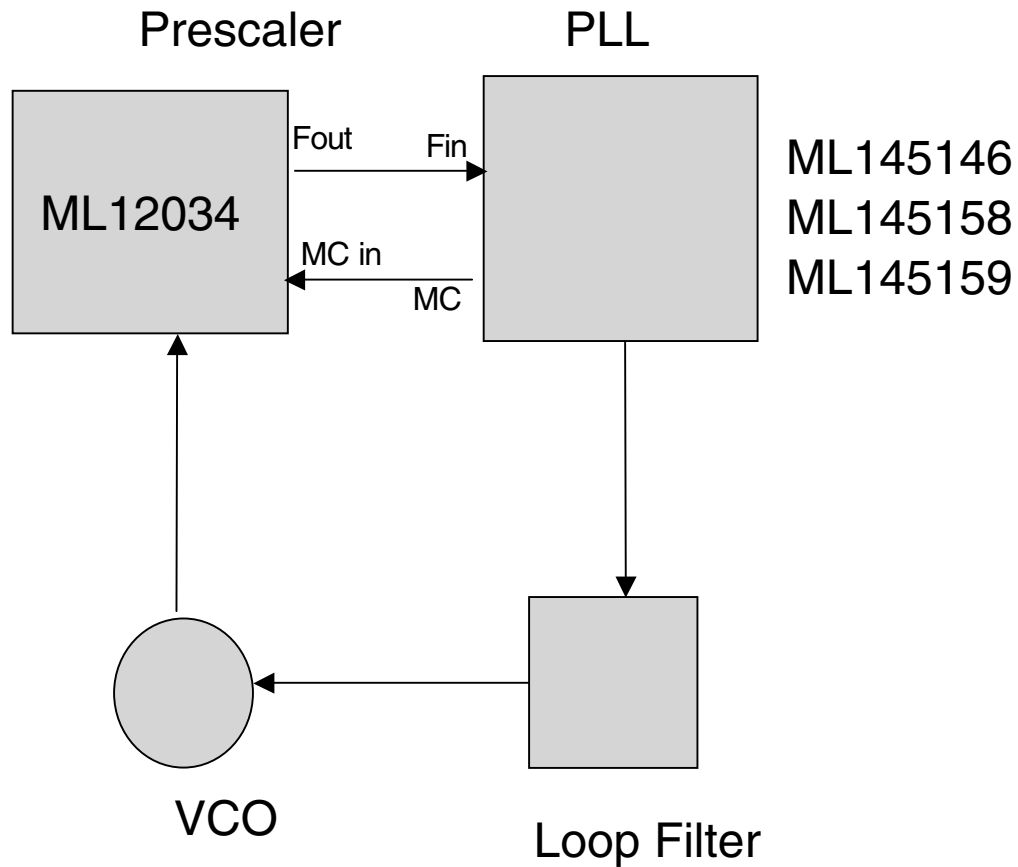 Prescaler
PLL
Fout
Fin
ML12034
MC in
MC
ML145146
ML145158
ML145159
VCO
Loop Filter